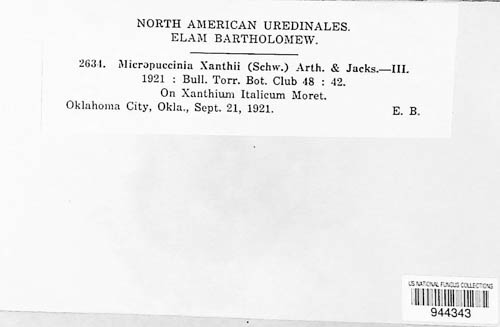 NORTH AMERICAN UREDINALES.
ELAM BARTHOLOMEW.
2634. Micropuccinia Xanthii (Schw.) Arth. & Jacks.—III.
1921 : Bull. Torr. Bot. Club 48 : 42.
On Xanthium Italicum Moret.
Oklahoma City, Okla., Sept. 21, 1921. E. B.
US NATIONAL FUNGUS COLLECTIONS
944343